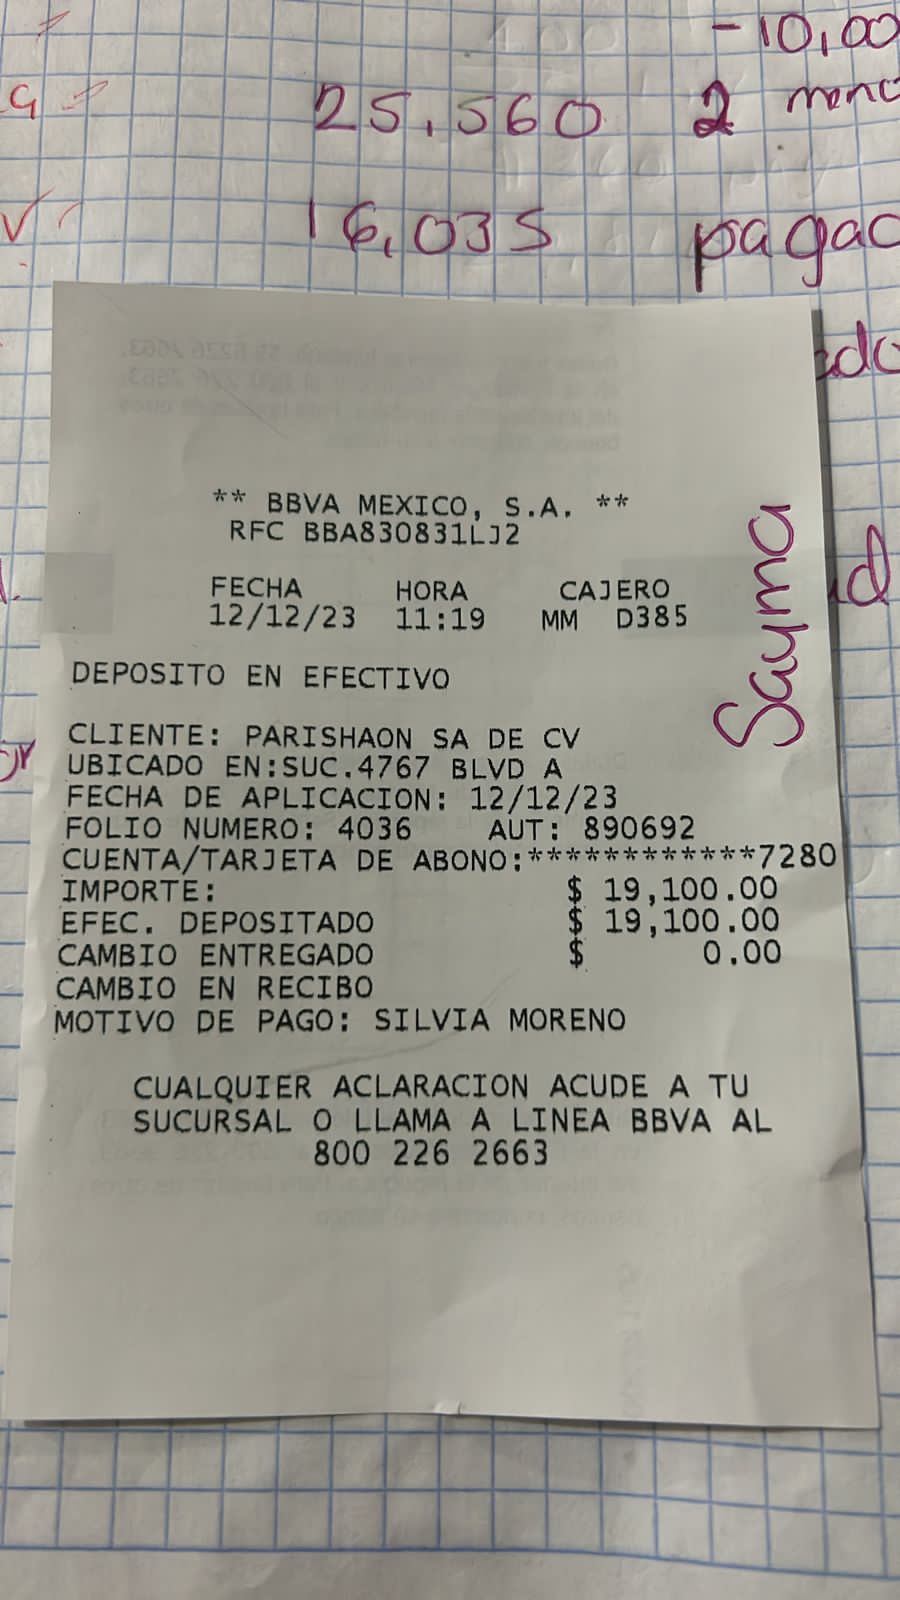 -10,00
25,560 2 meno
16,035 pagad
ado
** BBVA MEXICO, S.A. **
RFC BBA830831LJ2
FECHA HORA CAJERO
12/12/23 11:19 MM D385
Sayma
DEPOSITO EN EFECTIVO
CLIENTE: PARISHAON SA DE CV
UBICADO EN:SUC.4767 BLVD A
FECHA DE APLICACION: 12/12/23
FOLIO NUMERO: 4036 AUT: 890692
CUENTA/TARJETA DE ABONO:************7280
IMPORTE: $ 19,100.00
EFEC. DEPOSITADO $ 19,100.00
CAMBIO ENTREGADO $ 0.00
CAMBIO EN RECIBO
MOTIVO DE PAGO: SILVIA MORENO
CUALQUIER ACLARACION ACUDE A TU
SUCURSAL O LLAMA A LINEA BBVA AL
800 226 2663